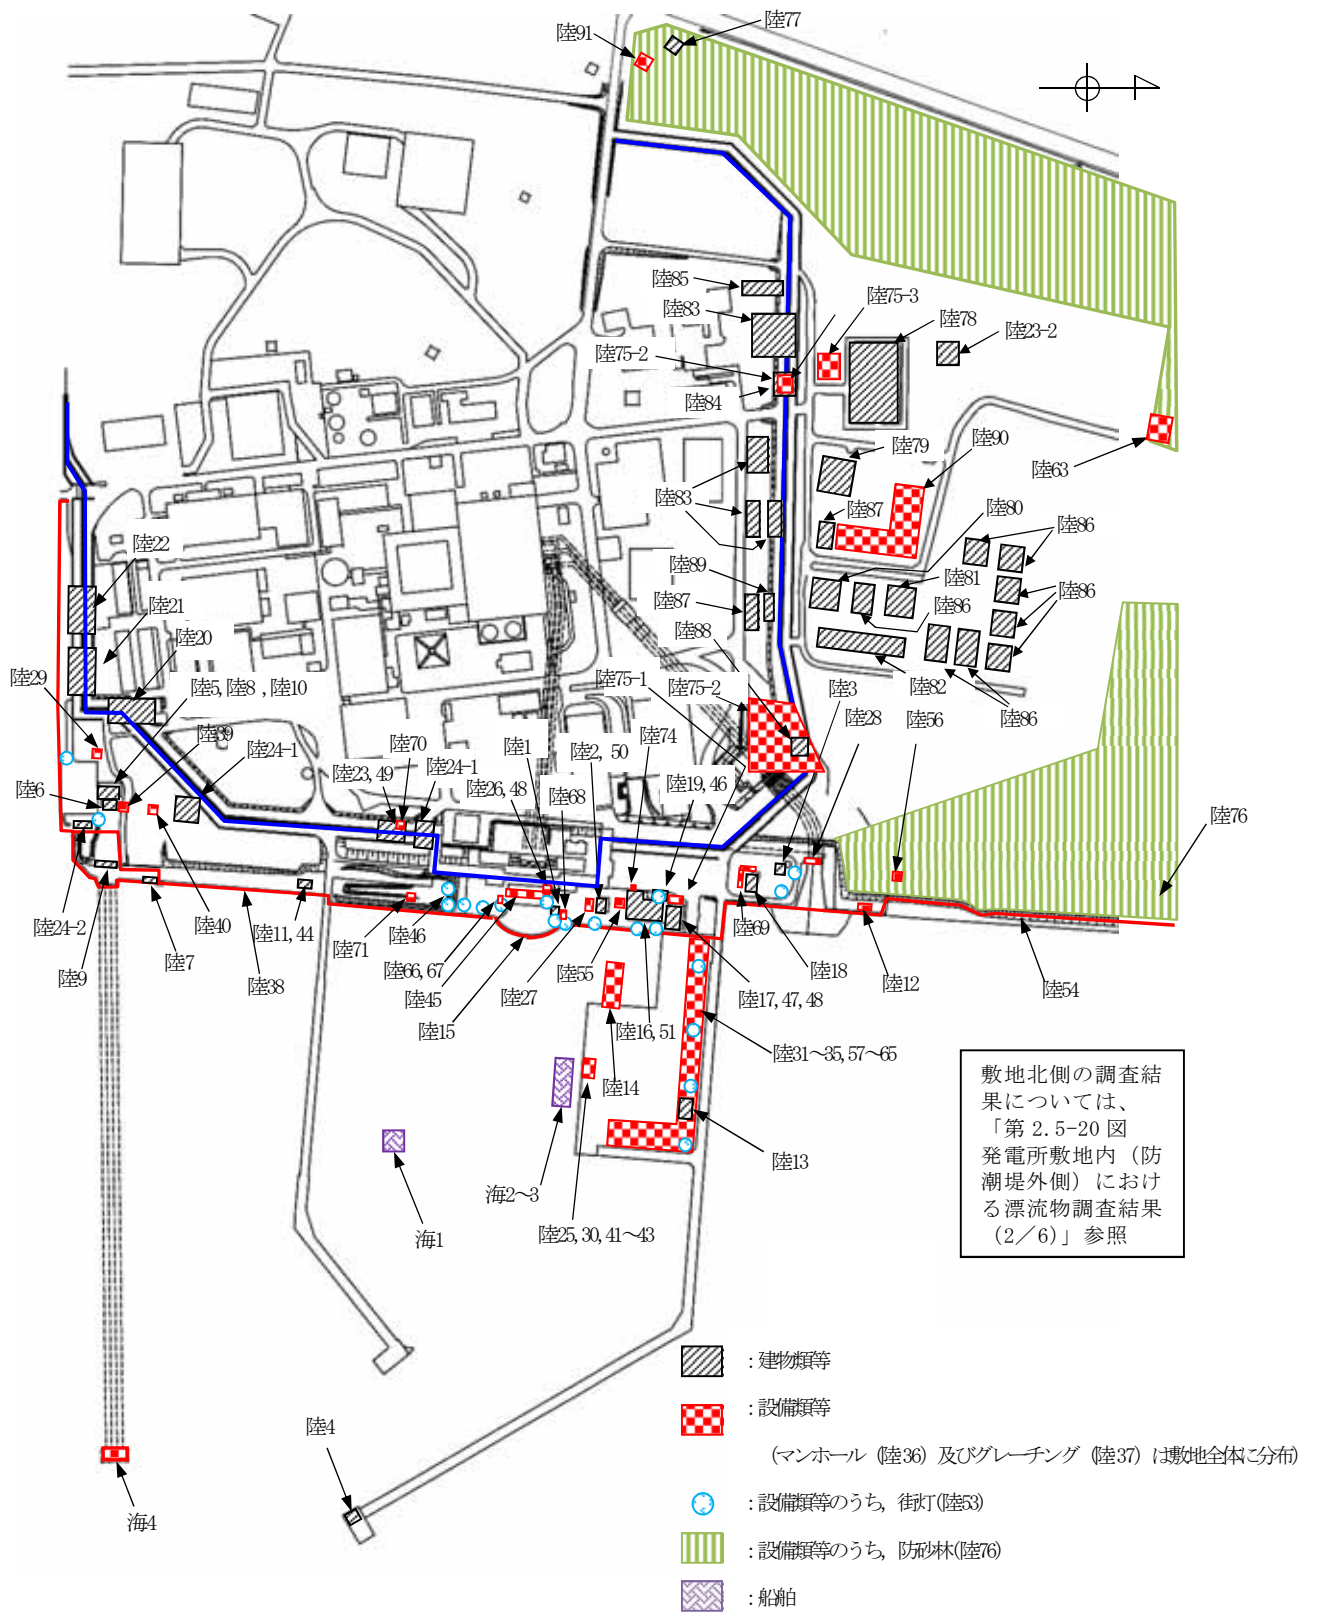 陸91
陸77
陸85
陸83
陸75-3
陸78
陸23-2
陸75-2
陸84
陸79
陸90
陸63
陸83
陸87
陸80
陸86
陸22
陸89
陸81
陸86
陸21
陸87
陸86
陸20
陸88
陸29
陸5, 陸8 , 陸10
陸75-1
陸75-2
陸3
陸82
陸28
陸56
陸86
陸39
陸24-1
陸70
陸1
陸2, 50
陸74
陸23, 49
陸24-1
陸26, 48
陸68
陸19, 46
陸6
陸76
陸24-2
陸40
陸11, 44
陸46
陸69
陸9
陸7
陸38
陸71
陸66, 67
陸55
陸18
陸12
陸54
陸45
陸27
陸17, 47, 48
陸15
陸16, 51
陸31～35, 57～65
陸14
陸13
海2～3
海1
陸25, 30, 41～43
敷地北側の調査結
果については、
「第 2.5-20 図
発電所敷地内（防
潮堤外側）におけ
る漂流物調査結果
（2／6）」参照
：建物類等
：設備類等
（マンホール（陸36）及びグレーチング（陸37）は敷地全体に分布）
陸4
海4
：設備類等のうち，街灯(陸53)
：設備類等のうち，防砂林(陸76)
：船舶